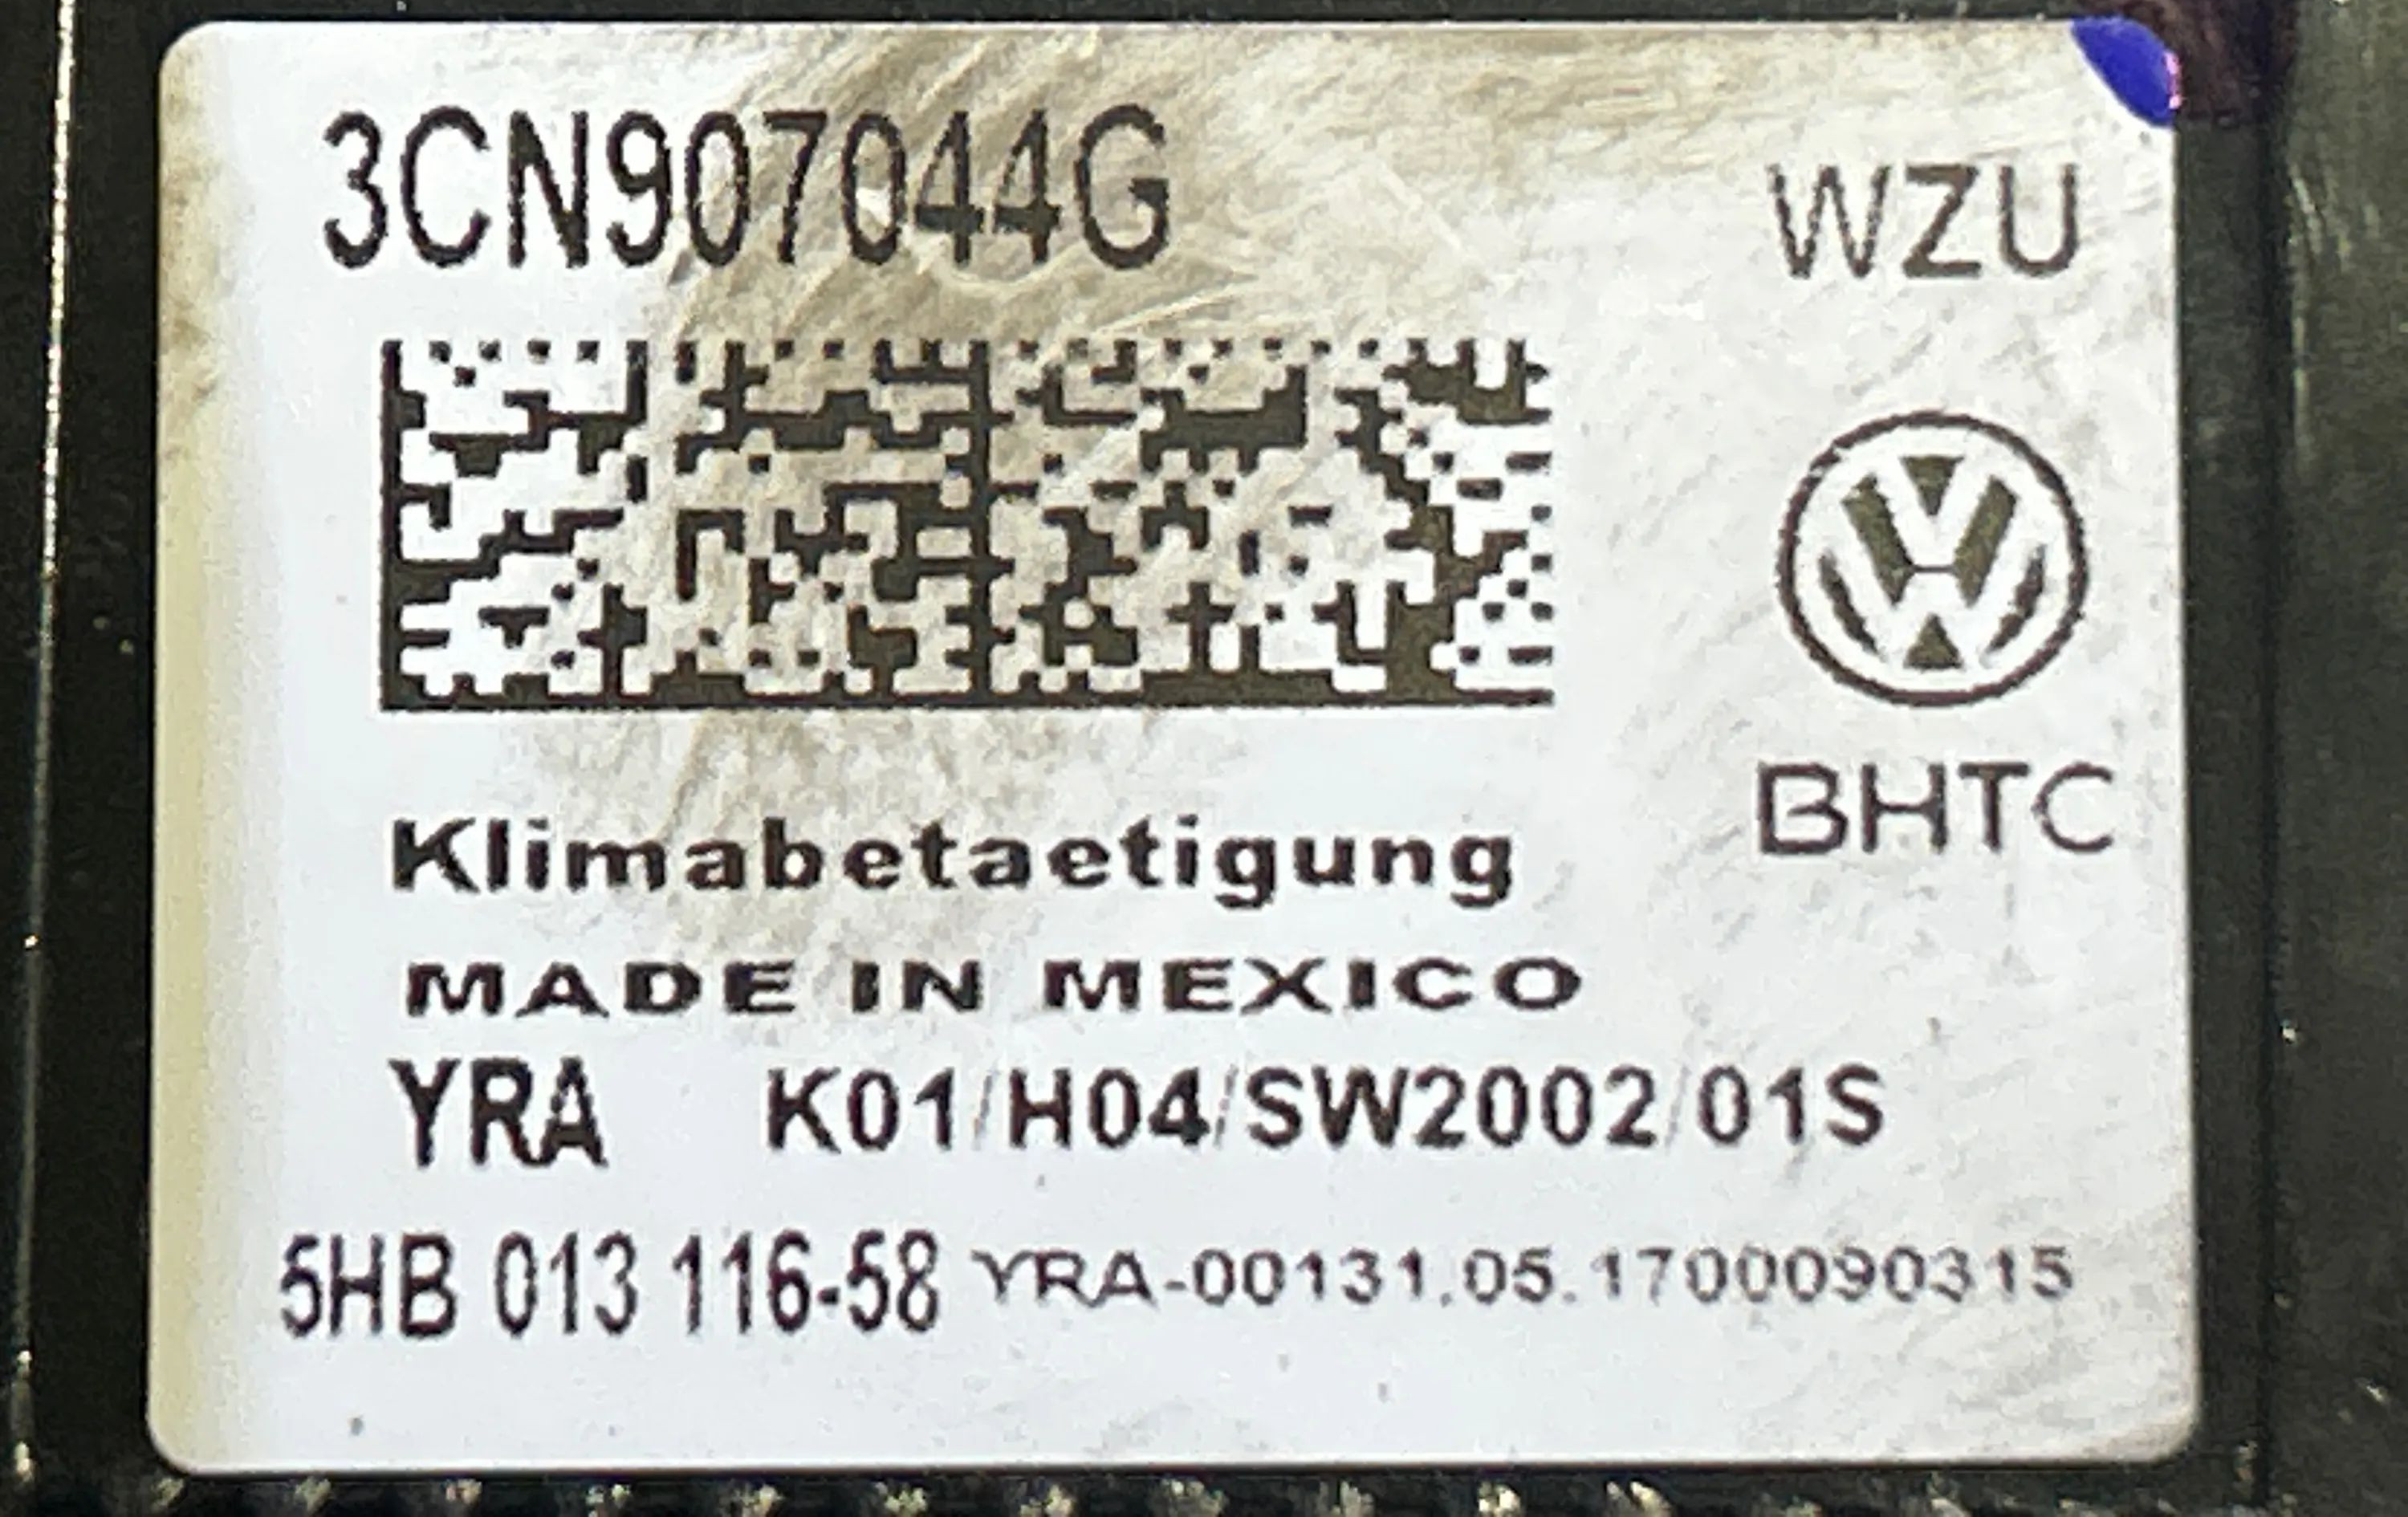 3CN907044G
WZU
BHTC
Klimabetaetigung
MADE IN MEXICO
YRA K01/H04/SW2002/01S
5HB 013 116-58 YRA-00131.05.1700090315